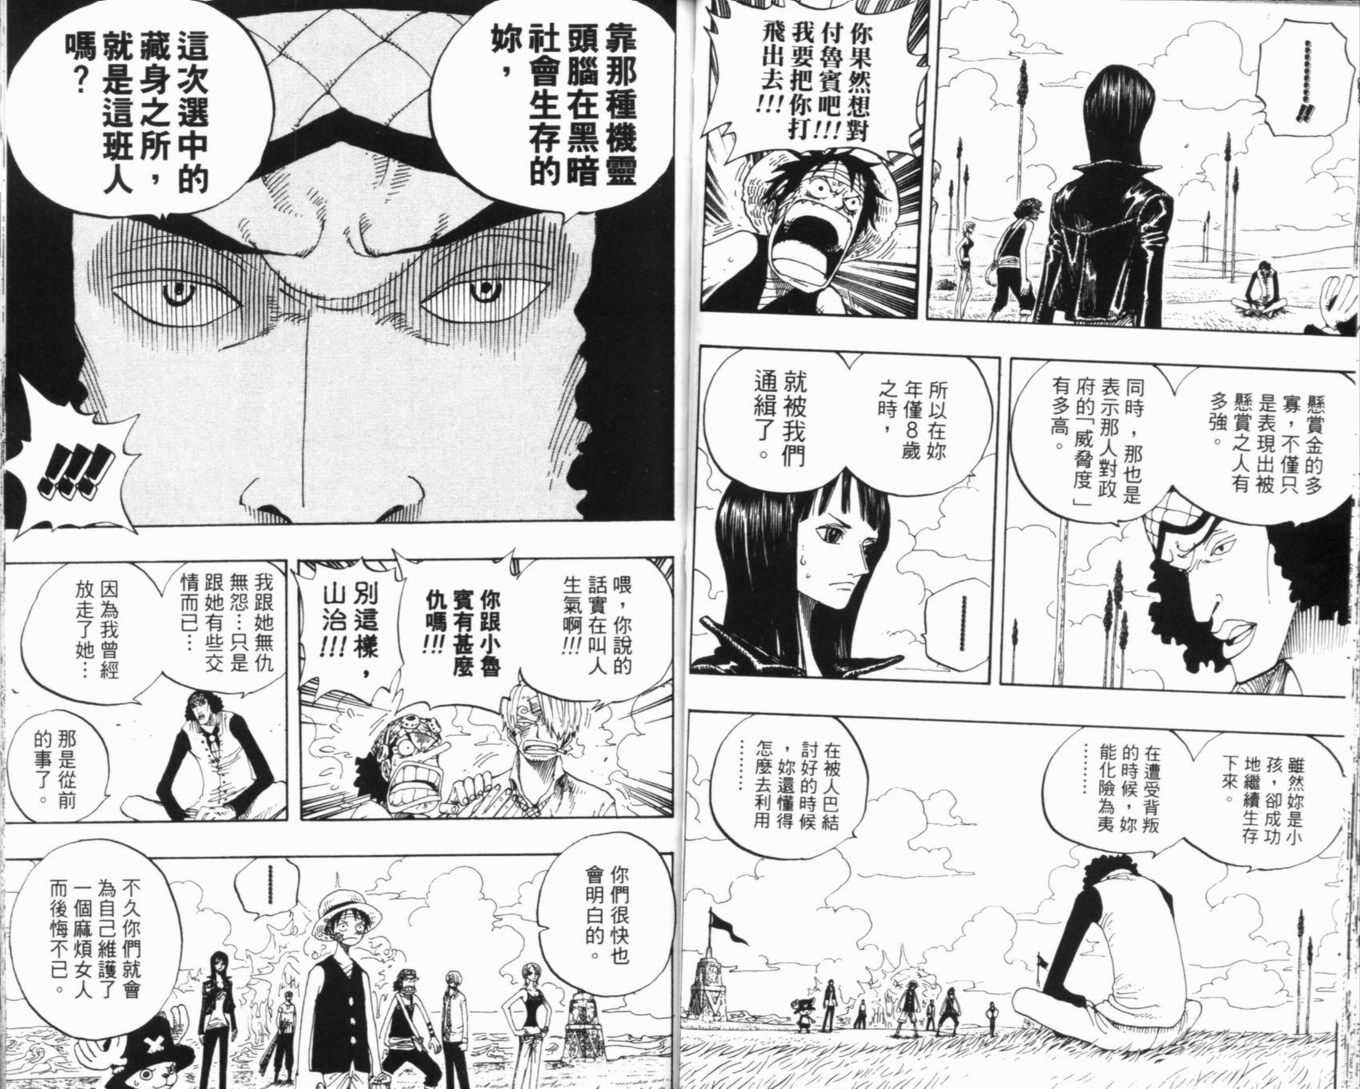 ………!!
你果然想對
付魯賓吧!!!
我要把你打
飛出去!!!
懸賞金的多
寡，不僅只
是表現出被
懸賞之人有
多強。
同時，那也是
表示那人對政
府的「威脅度」
有多高。
所以在妳
年僅8歲
之時，
就被我們
通緝了。
…………
雖然妳是小
孩，卻成功
地繼續生存
下來。
在遭受背叛
的時候，妳
能化險為夷
…………
在被人巴結
討好的時候
，妳還懂得
怎麼去利用
…………
靠那種機靈
頭腦在黑暗
社會生存的
妳，
這次選中的
藏身之所，
就是這班人
嗎？
!!!!
喂，你說的
話實在叫人
生氣啊!!!
你跟小魯
賓有甚麼
仇嗎!!!
別這樣，
山治!!!
我跟她無仇
無怨…只是
跟她有些交
情而已…
因為我曾經
放走了她…
那是從前
的事了。
你們很快也
會明白的。
…………
不久你們就會
為自己維護了
一個麻煩女人
而後悔不已。